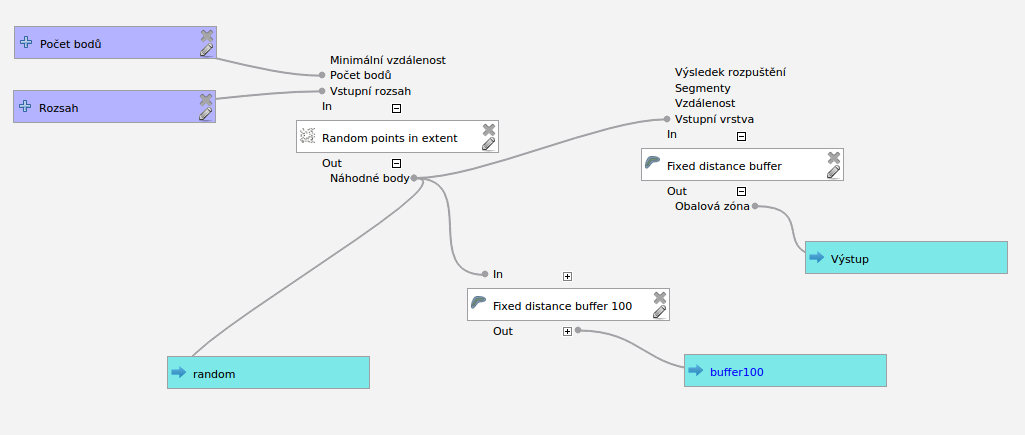 Počet bodů
Rozsah
Minimální vzdálenost
Počet bodů
Vstupní rozsah
In
Random points in extent
Out
Náhodné body
Výsledek rozpuštění
Segmenty
Vzdálenost
Vstupní vrstva
In
Fixed distance buffer
Out
Obalová zóna
Výstup
In
Fixed distance buffer 100
Out
random
buffer100